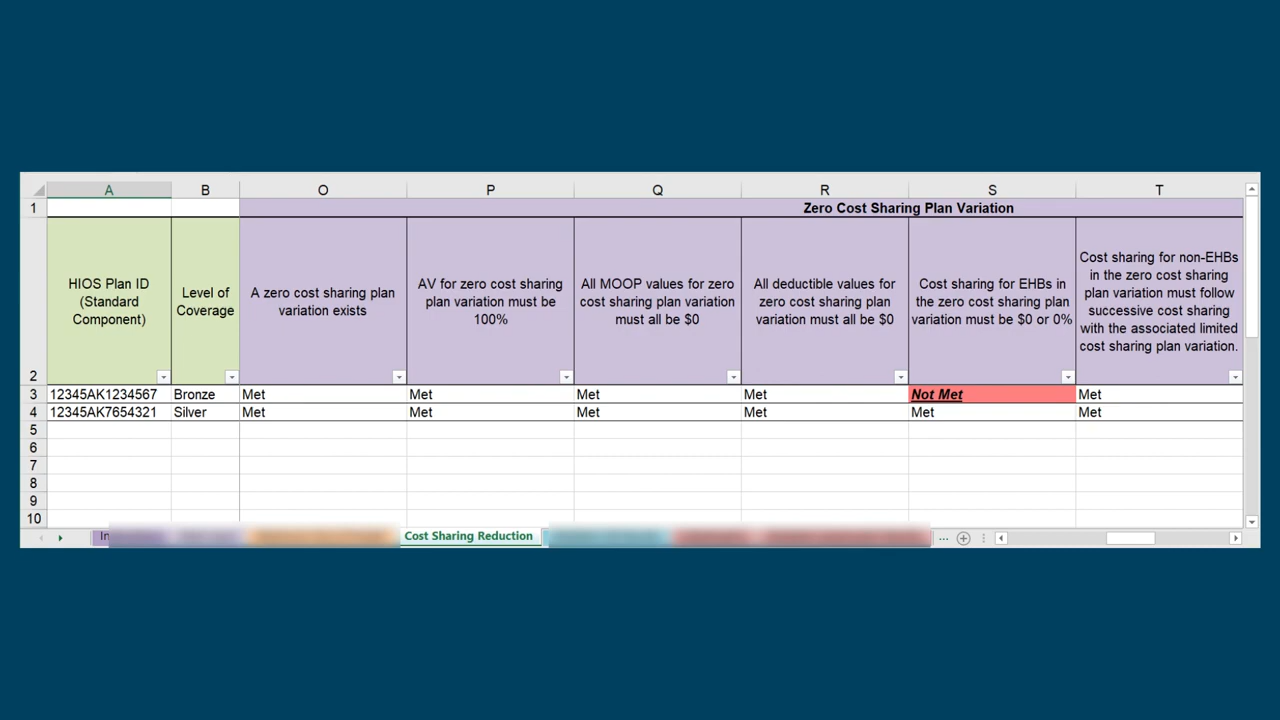 A B O P Q R S T
1 Zero Cost Sharing Plan Variation
HIOS Plan ID
(Standard
Component)
Level of
Coverage
A zero cost sharing plan
variation exists
AV for zero cost sharing
plan variation must be
100%
All MOOP values for zero
cost sharing plan variation
must all be $0
All deductible values for
zero cost sharing plan
variation must all be $0
Cost sharing for EHBs in
the zero cost sharing plan
variation must be $0 or 0%
Cost sharing for non-EHBs
in the zero cost sharing
plan variation must follow
successive cost sharing
with the associated limited
cost sharing plan variation.
2
3 12345AK1234567 Bronze Met Met Met Met Not Met Met
4 12345AK7654321 Silver Met Met Met Met Met Met
5
6
7
8
9
10
Cost Sharing Reduction ...